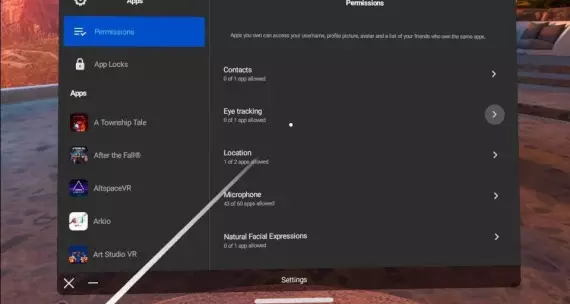 Apps
Permissions
App Locks
Apps
A Township Tale
After the Fall®
AltspaceVR
Arkio
Art Studio VR
Permissions
Apps you own can access your username, profile picture, avatar and a list of your friends who own the same apps.
Contacts
0 of 1 app allowed
Eye tracking
0 of 1 app allowed
Location
1 of 2 apps allowed
Microphone
43 of 60 apps allowed
Natural Facial Expressions
0 of 1 app allowed
Settings